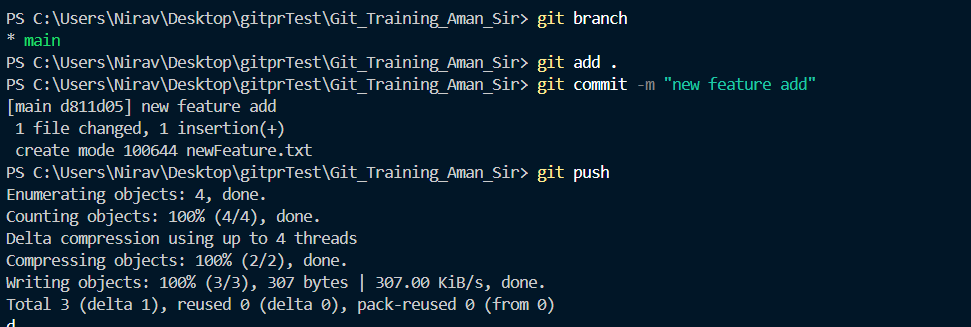 PS C:\Users\Nirav\Desktop\gitprTest\Git_Training_Aman_Sir> git branch
* main
PS C:\Users\Nirav\Desktop\gitprTest\Git_Training_Aman_Sir> git add .
PS C:\Users\Nirav\Desktop\gitprTest\Git_Training_Aman_Sir> git commit -m "new feature add"
[main d811d05] new feature add
 1 file changed, 1 insertion(+)
 create mode 100644 newFeature.txt
PS C:\Users\Nirav\Desktop\gitprTest\Git_Training_Aman_Sir> git push
Enumerating objects: 4, done.
Counting objects: 100% (4/4), done.
Delta compression using up to 4 threads
Compressing objects: 100% (2/2), done.
Writing objects: 100% (3/3), 307 bytes | 307.00 KiB/s, done.
Total 3 (delta 1), reused 0 (delta 0), pack-reused 0 (from 0)